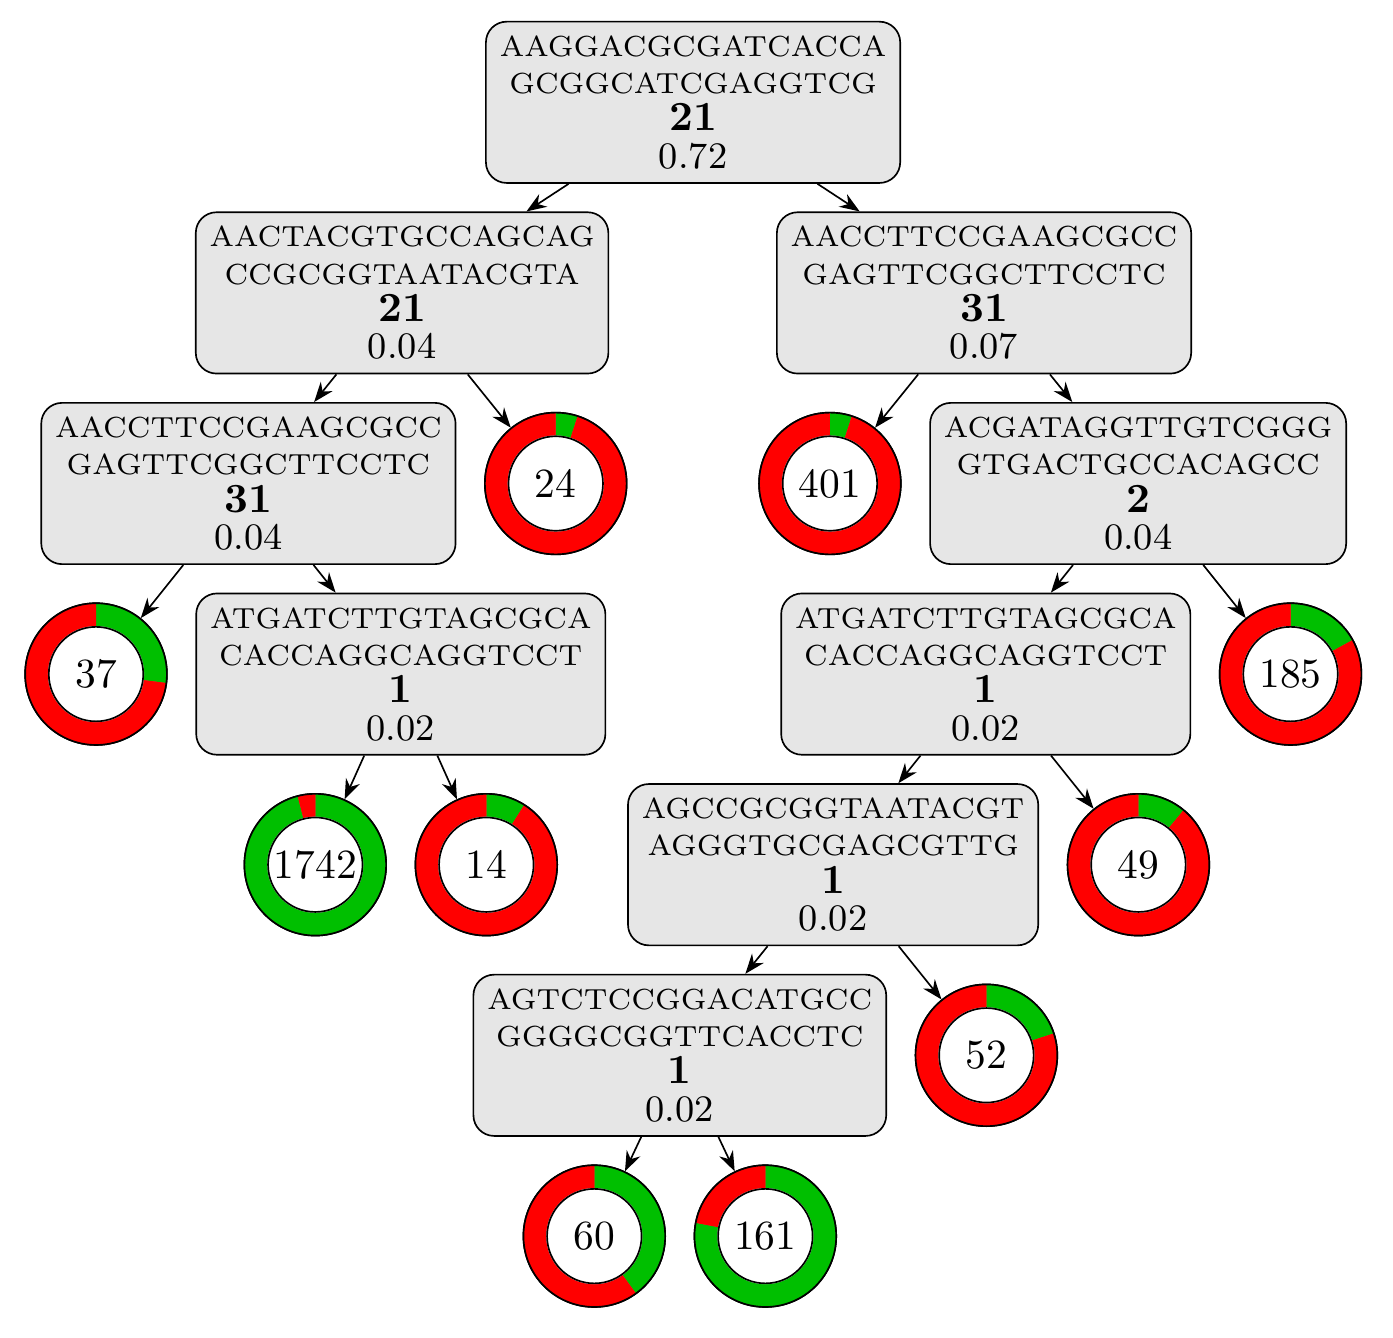 AAGGACGCGATCACCA
GCGGCATCGAGGTCG
21
0.72
AACTACGTGCCAGCAG
CCGCGGTAATACGTA
21
0.04
AACCTTCCGAAGCGCC
GAGTTCGGCTTCCTC
31
0.07
AACCTTCCGAAGCGCC
GAGTTCGGCTTCCTC
31
0.04
24
401
ACGATAGGTTGTCGGG
GTGACTGCCACAGCC
2
0.04
37
ATGATCTTGTAGCGCA
CACCAGGCAGGTCCT
1
0.02
ATGATCTTGTAGCGCA
CACCAGGCAGGTCCT
1
0.02
185
1742
14
AGCCGCGGTAATACGT
AGGGTGCGAGCGTTG
1
0.02
49
AGTCTCCGGACATGCC
GGGGCGGTTCACCTC
1
0.02
52
60
161